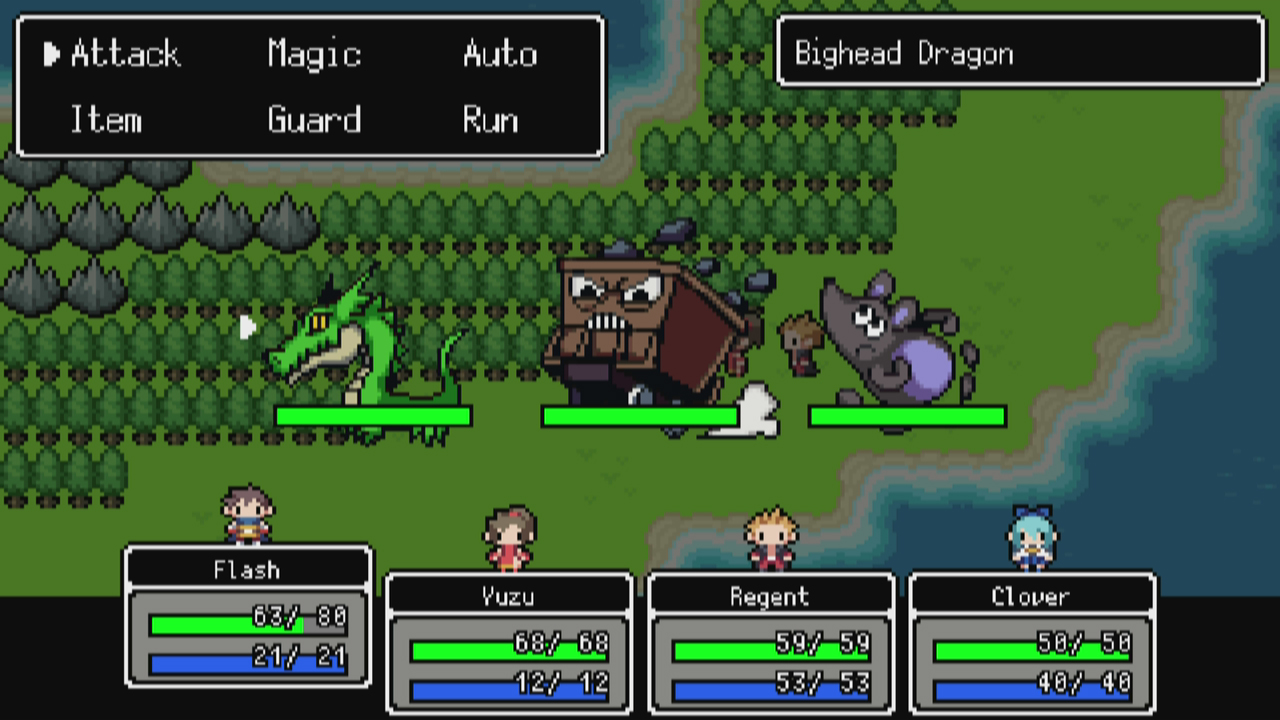 Attack Magic Auto
Item Guard Run
Bighead Dragon
Flash
63/ 80
21/ 21
Yuzu
68/ 68
12/ 12
Regent
59/ 59
53/ 53
Clover
50/ 50
40/ 40